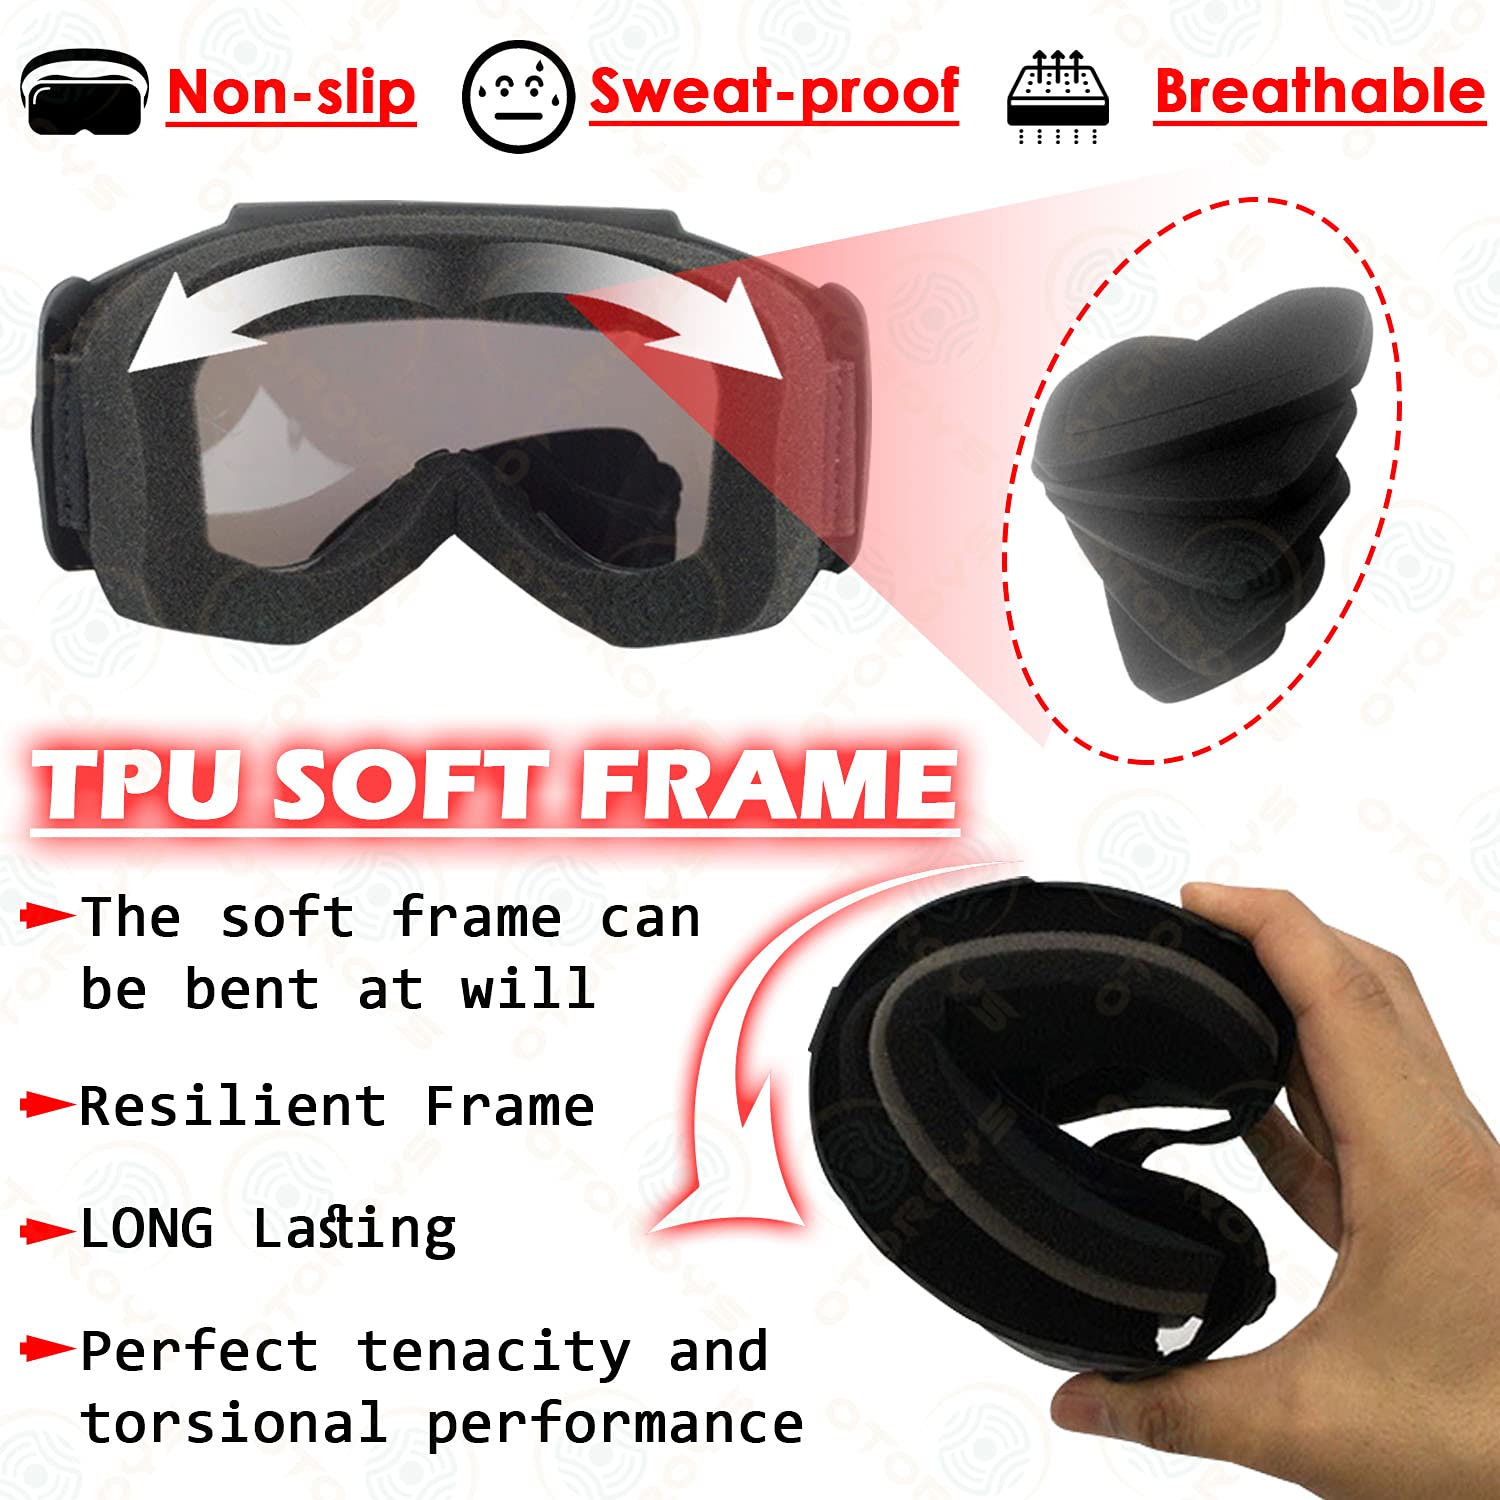 Non-slip
Sweat-proof
Breathable
TPU SOFT FRAME
The soft frame can
be bent at will
Resilient Frame
LONG Lasting
Perfect tenacity and
torsional performance
OTOROYS